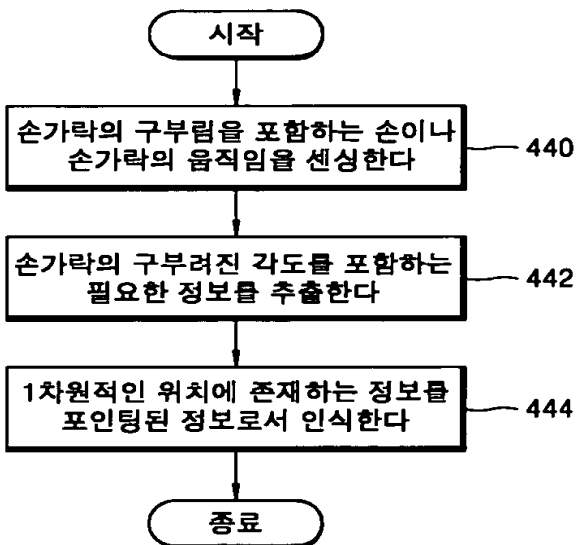 시작
손가락의 구부림을 포함하는 손이나
손가락의 움직임을 센싱한다
440
손가락의 구부려진 각도를 포함하는
필요한 정보를 추출한다
442
1차원적인 위치에 존재하는 정보를
포인팅된 정보로서 인식한다
444
종료